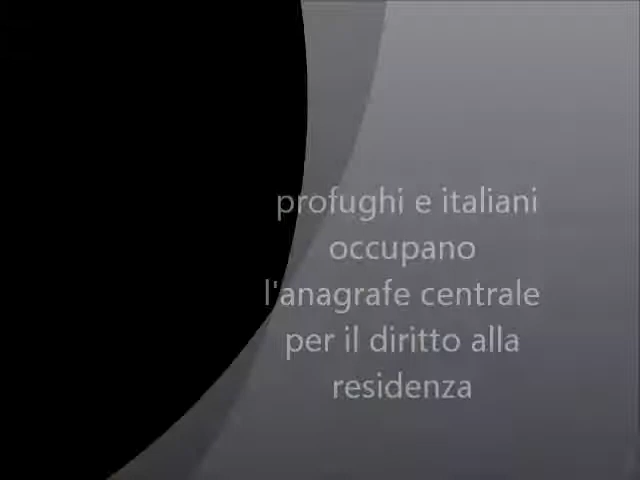 profughi e italiani
occupano
l'anagrafe centrale
per il diritto alla
residenza